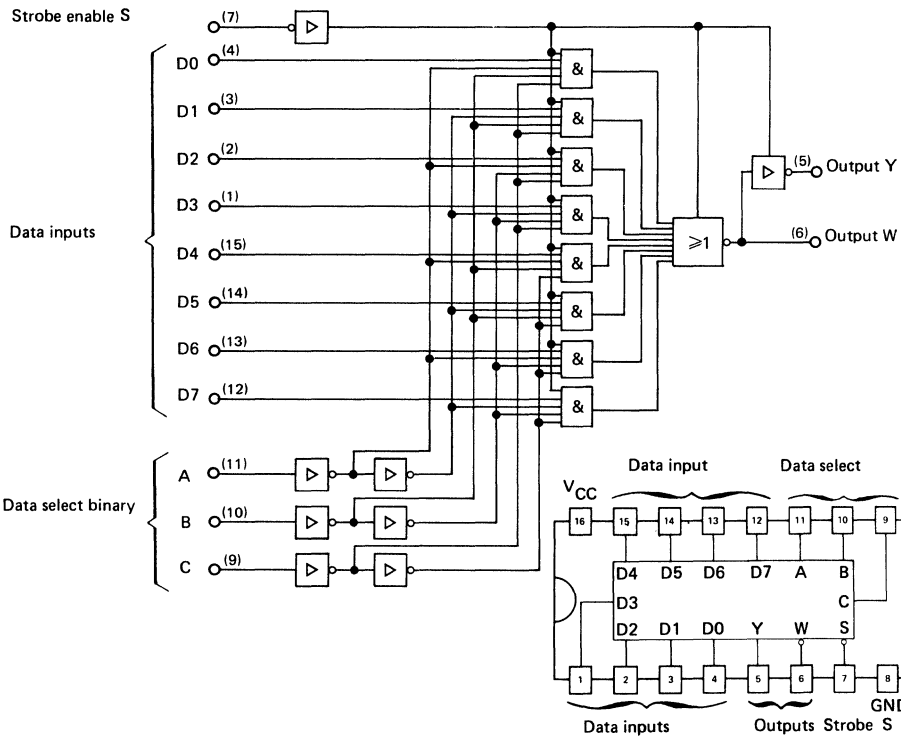 Strobe enable S (7)
D0 (4)
&
D1 (3)
&
D2 (2)
&
(5) Output Y
D3 (1)
&
Data inputs
≥1
(6) Output W
D4 (15)
&
D5 (14)
&
D6 (13)
&
D7 (12)
&
A (11)
Data select binary
B (10)
C (9)
Data input Data select
VCC
16 15 14 13 12 11 10 9
D4 D5 D6 D7 A B
D3 C
D2 D1 D0 Y W S
1 2 3 4 5 6 7 8
GND
Data inputs Outputs Strobe S